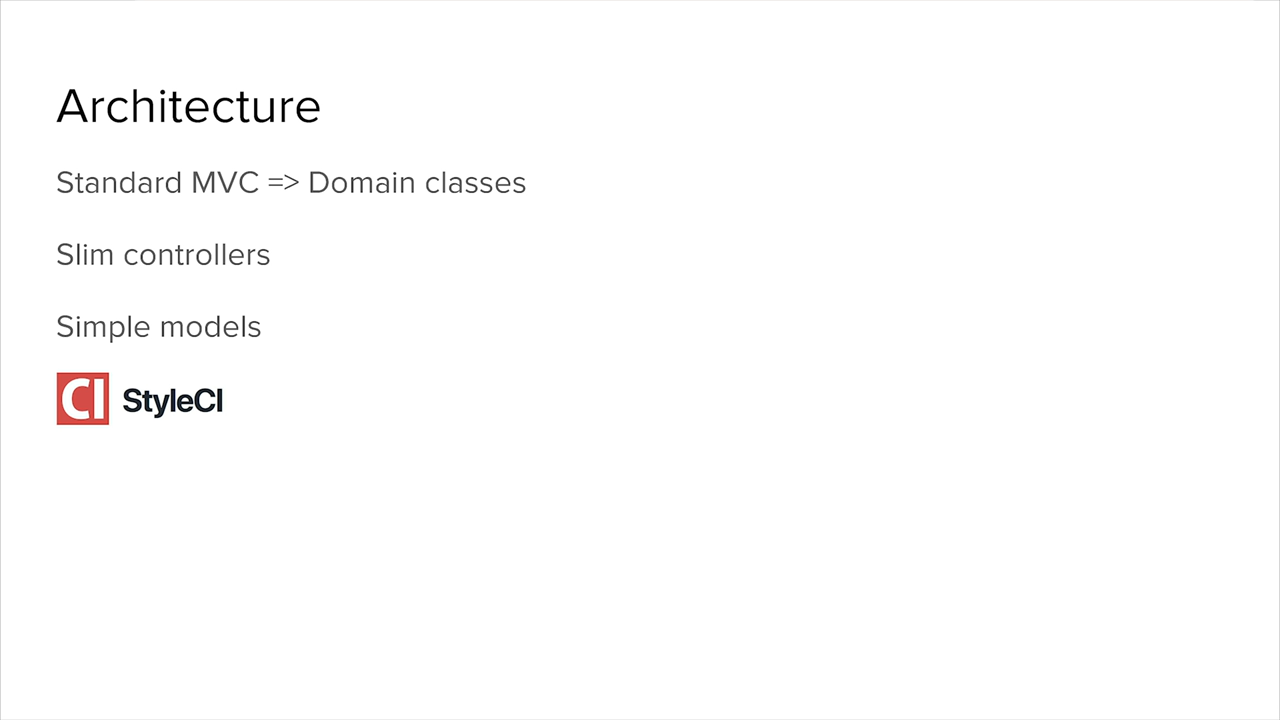 Architecture
Standard MVC => Domain classes
Slim controllers
Simple models
CI StyleCI